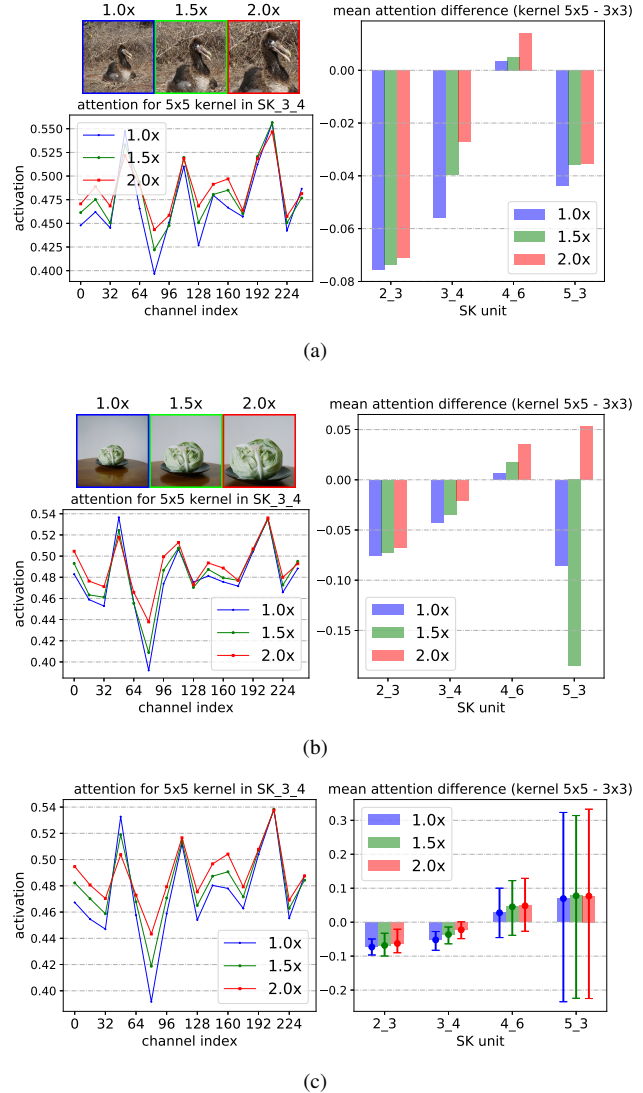 1.0x 1.5x 2.0x
attention for 5x5 kernel in SK_3_4
activation
0.550
0.525
0.500
0.475
0.450
0.425
0.400
1.0x
1.5x
2.0x
0 32 64 96 128 160 192 224
channel index
mean attention difference (kernel 5x5 - 3x3)
0.00
−0.02
−0.04
−0.06
−0.08
1.0x
1.5x
2.0x
2_3 3_4 4_6 5_3
SK unit
(a)
1.0x 1.5x 2.0x
attention for 5x5 kernel in SK_3_4
activation
0.54
0.52
0.50
0.48
0.46
0.44
0.42
0.40
1.0x
1.5x
2.0x
0 32 64 96 128 160 192 224
channel index
mean attention difference (kernel 5x5 - 3x3)
0.05
0.00
−0.05
−0.10
−0.15
1.0x
1.5x
2.0x
2_3 3_4 4_6 5_3
SK unit
(b)
attention for 5x5 kernel in SK_3_4
activation
0.54
0.52
0.50
0.48
0.46
0.44
0.42
0.40
1.0x
1.5x
2.0x
0 32 64 96 128 160 192 224
channel index
mean attention difference (kernel 5x5 - 3x3)
0.3
0.2
0.1
0.0
−0.1
−0.2
1.0x
1.5x
2.0x
2_3 3_4 4_6 5_3
SK unit
(c)